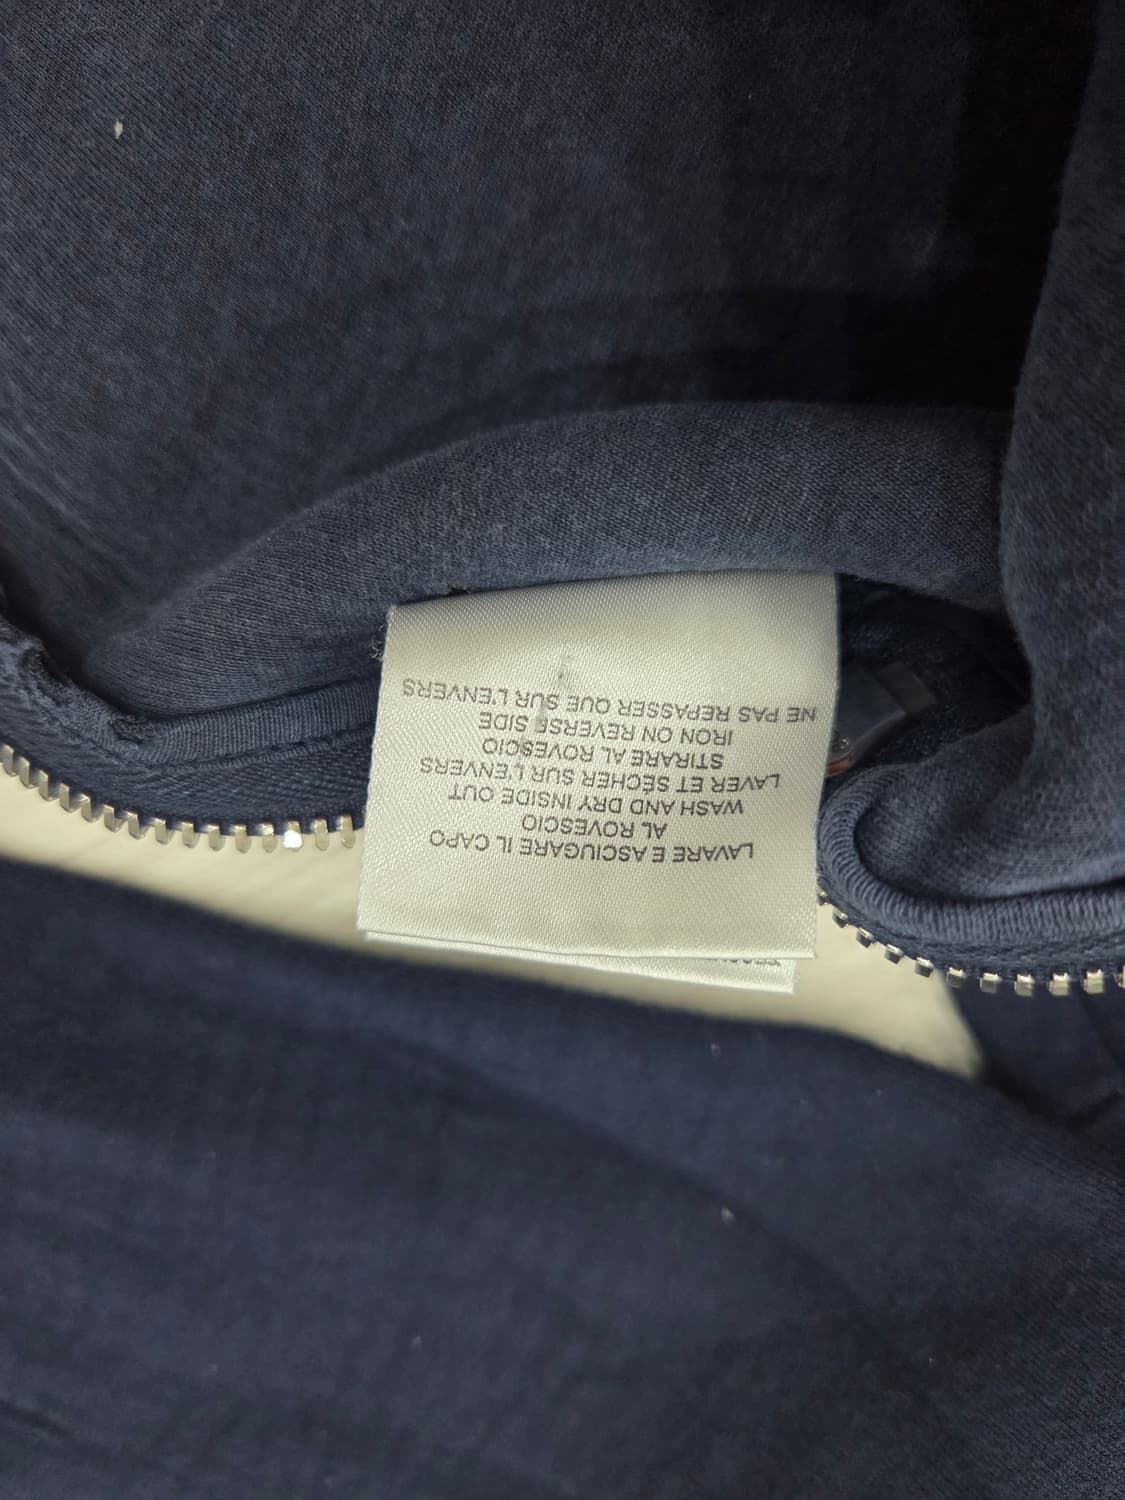 LAVARE E ASCIUGARE IL CAPO
AL ROVESCIO
WASH AND DRY INSIDE OUT
LAVER ET SÉCHER SUR L'ENVERS
STIRARE AL ROVESCIO
IRON ON REVERSE SIDE
NE PAS REPASSER QUE SUR L'ENVERS